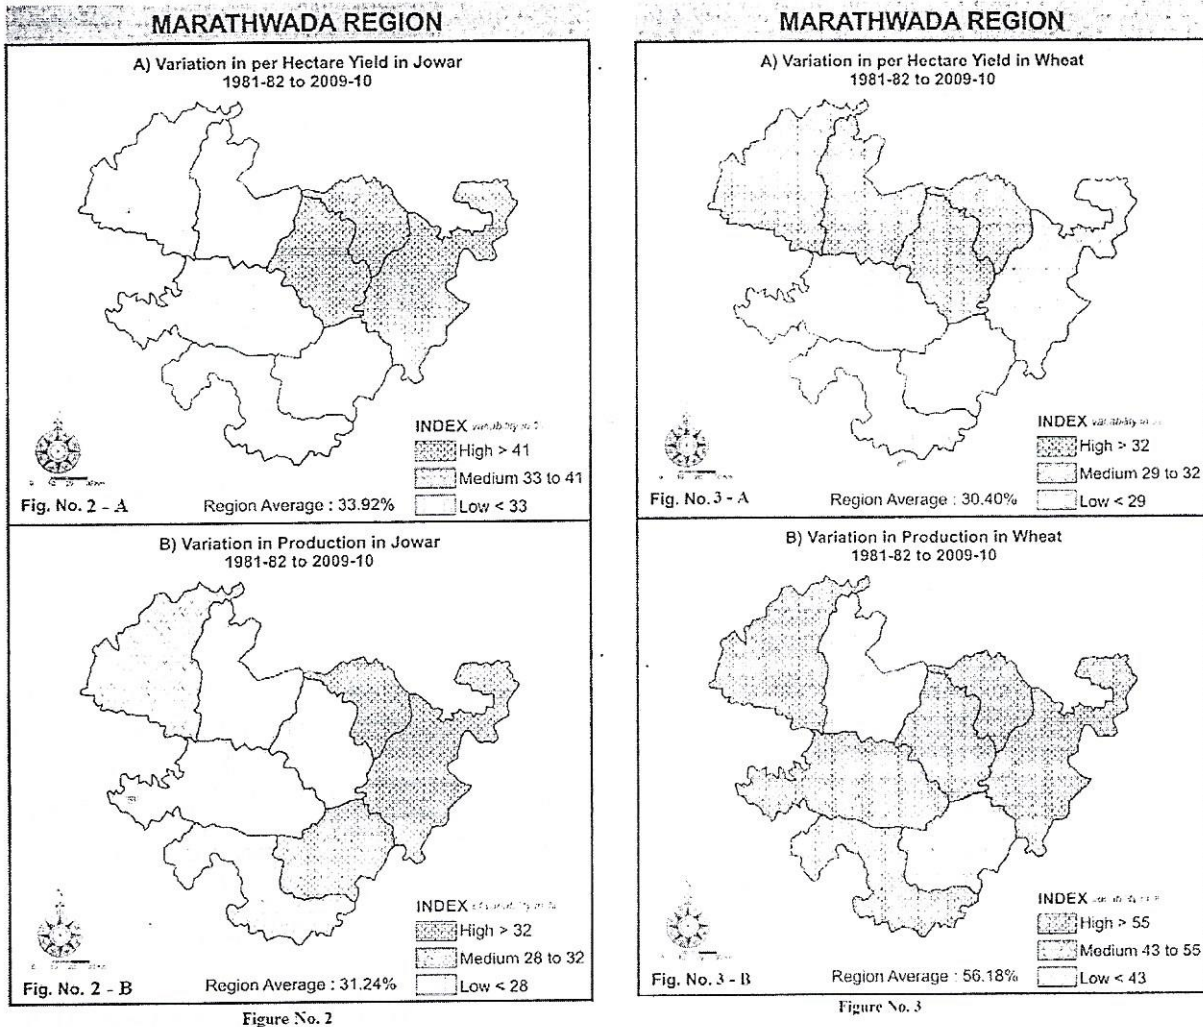 MARATHWADA REGION
A) Variation in per Hectare Yield in Jowar
1981-82 to 2009-10
INDEX
High > 41
Medium 33 to 41
Low < 33
Fig. No. 2 - A
Region Average : 33.92%
B) Variation in Production in Jowar
1981-82 to 2009-10
INDEX
High > 32
Medium 28 to 32
Low < 28
Fig. No. 2 - B
Region Average : 31.24%
Figure No. 2
MARATHWADA REGION
A) Variation in per Hectare Yield in Wheat
1981-82 to 2009-10
INDEX
High > 32
Medium 29 to 32
Low < 29
Fig. No. 3 - A
Region Average : 30.40%
B) Variation in Production in Wheat
1981-82 to 2009-10
INDEX
High > 55
Medium 43 to 55
Low < 43
Fig. No. 3 - B
Region Average : 56.18%
Figure No. 3